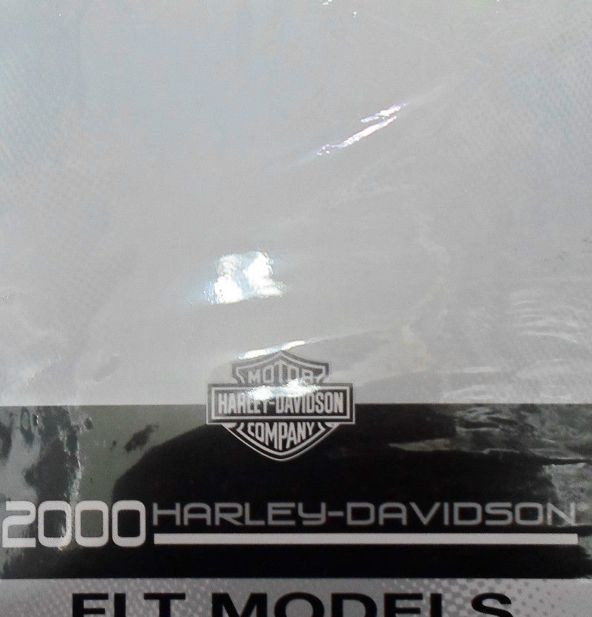 MOTOR
HARLEY-DAVIDSON
COMPANY
2000 HARLEY-DAVIDSON
FLT MODELS